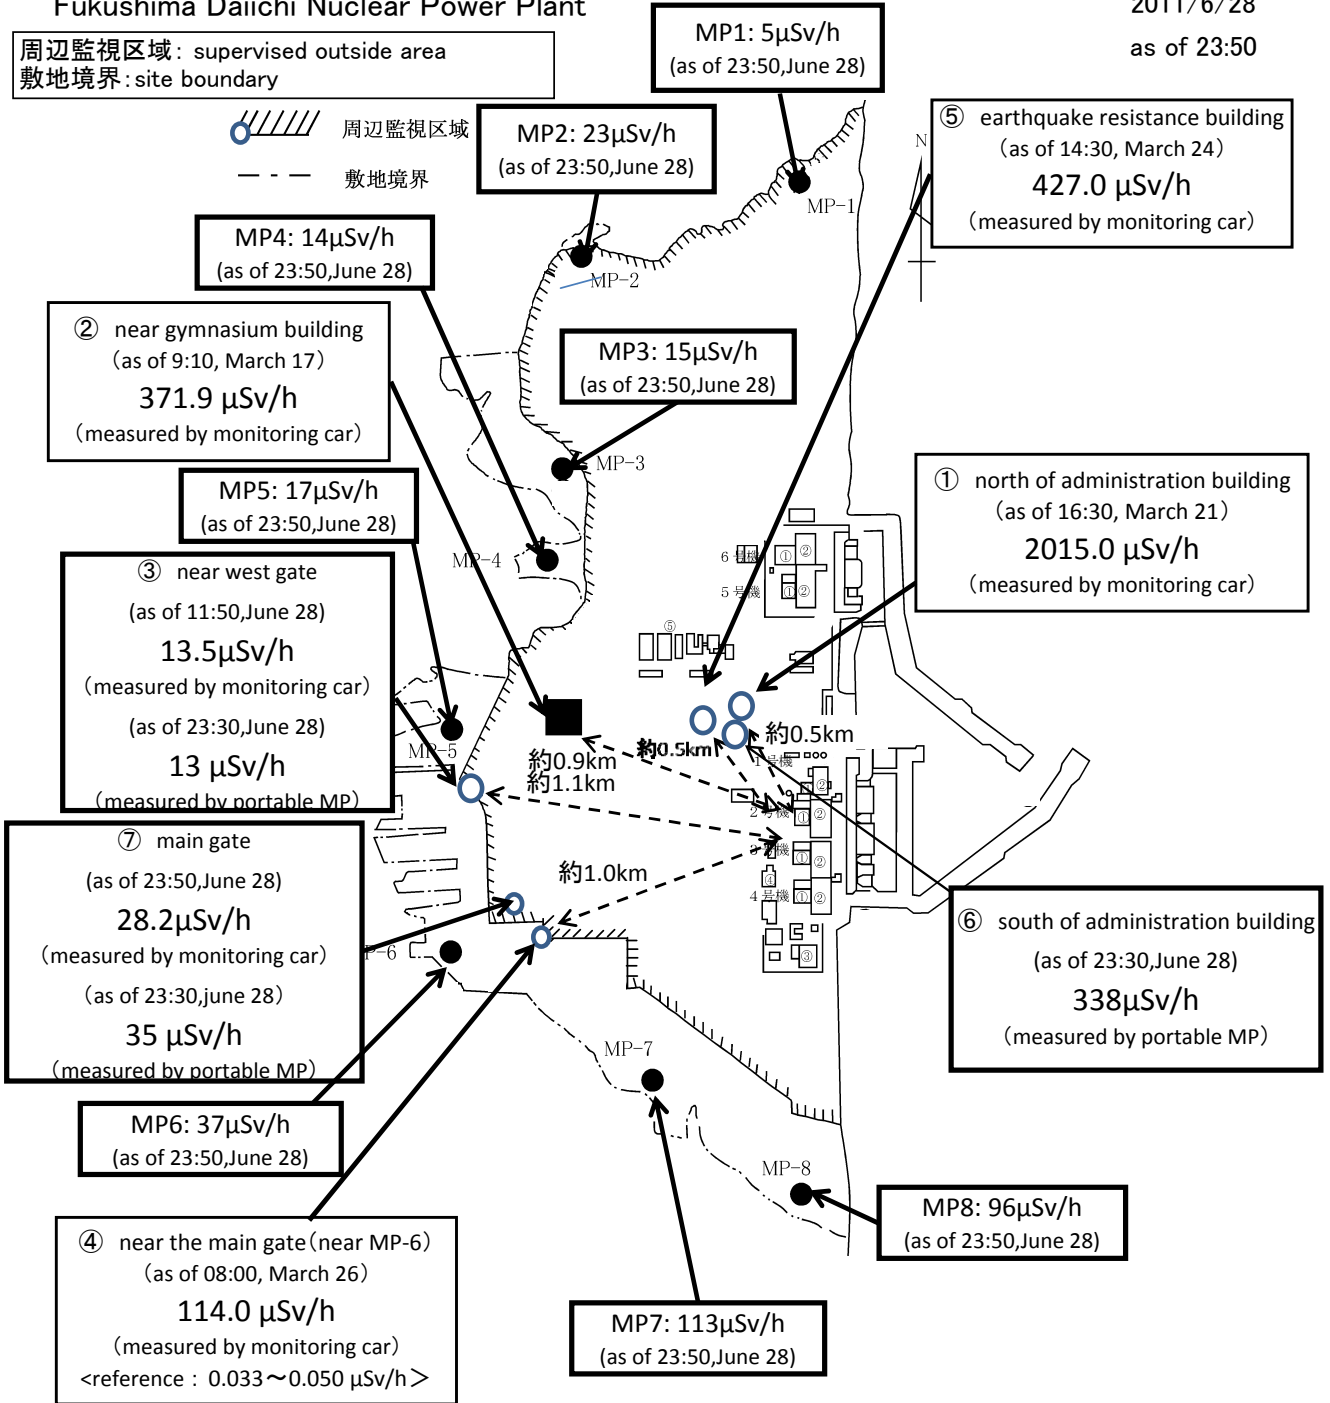 Fukushima Daiichi Nuclear Power Plant
2011/6/28
as of 23:50
周辺監視区域: supervised outside area
敷地境界:site boundary
周辺監視区域
敷地境界
MP1: 5μSv/h
(as of 23:50,June 28)
MP2: 23μSv/h
(as of 23:50,June 28)
⑤ earthquake resistance building
(as of 14:30, March 24)
427.0 μSv/h
(measured by monitoring car)
N
MP-1
MP4: 14μSv/h
(as of 23:50,June 28)
MP-2
② near gymnasium building
(as of 9:10, March 17)
371.9 μSv/h
(measured by monitoring car)
MP3: 15μSv/h
(as of 23:50,June 28)
MP-3
MP5: 17μSv/h
(as of 23:50,June 28)
① north of administration building
(as of 16:30, March 21)
2015.0 μSv/h
(measured by monitoring car)
MP-4
6号機
① ②
5号機
① ②
③ near west gate
(as of 11:50,June 28)
13.5μSv/h
(measured by monitoring car)
(as of 23:30,June 28)
13 μSv/h
(measured by portable MP)
⑤
MP-5
約0.9km
約1.1km
約0.5km
約0.5km
1号機
②
2号機
① ②
3号機
① ②
④
4号機
① ②
③
約1.0km
⑦ main gate
(as of 23:50,June 28)
28.2μSv/h
(measured by monitoring car)
(as of 23:30,june 28)
35 μSv/h
(measured by portable MP)
P-6
⑥ south of administration building
(as of 23:30,June 28)
338μSv/h
(measured by portable MP)
MP-7
MP6: 37μSv/h
(as of 23:50,June 28)
MP-8
MP8: 96μSv/h
(as of 23:50,June 28)
④ near the main gate(near MP-6)
(as of 08:00, March 26)
114.0 μSv/h
(measured by monitoring car)
<reference : 0.033～0.050 μSv/h>
MP7: 113μSv/h
(as of 23:50,June 28)